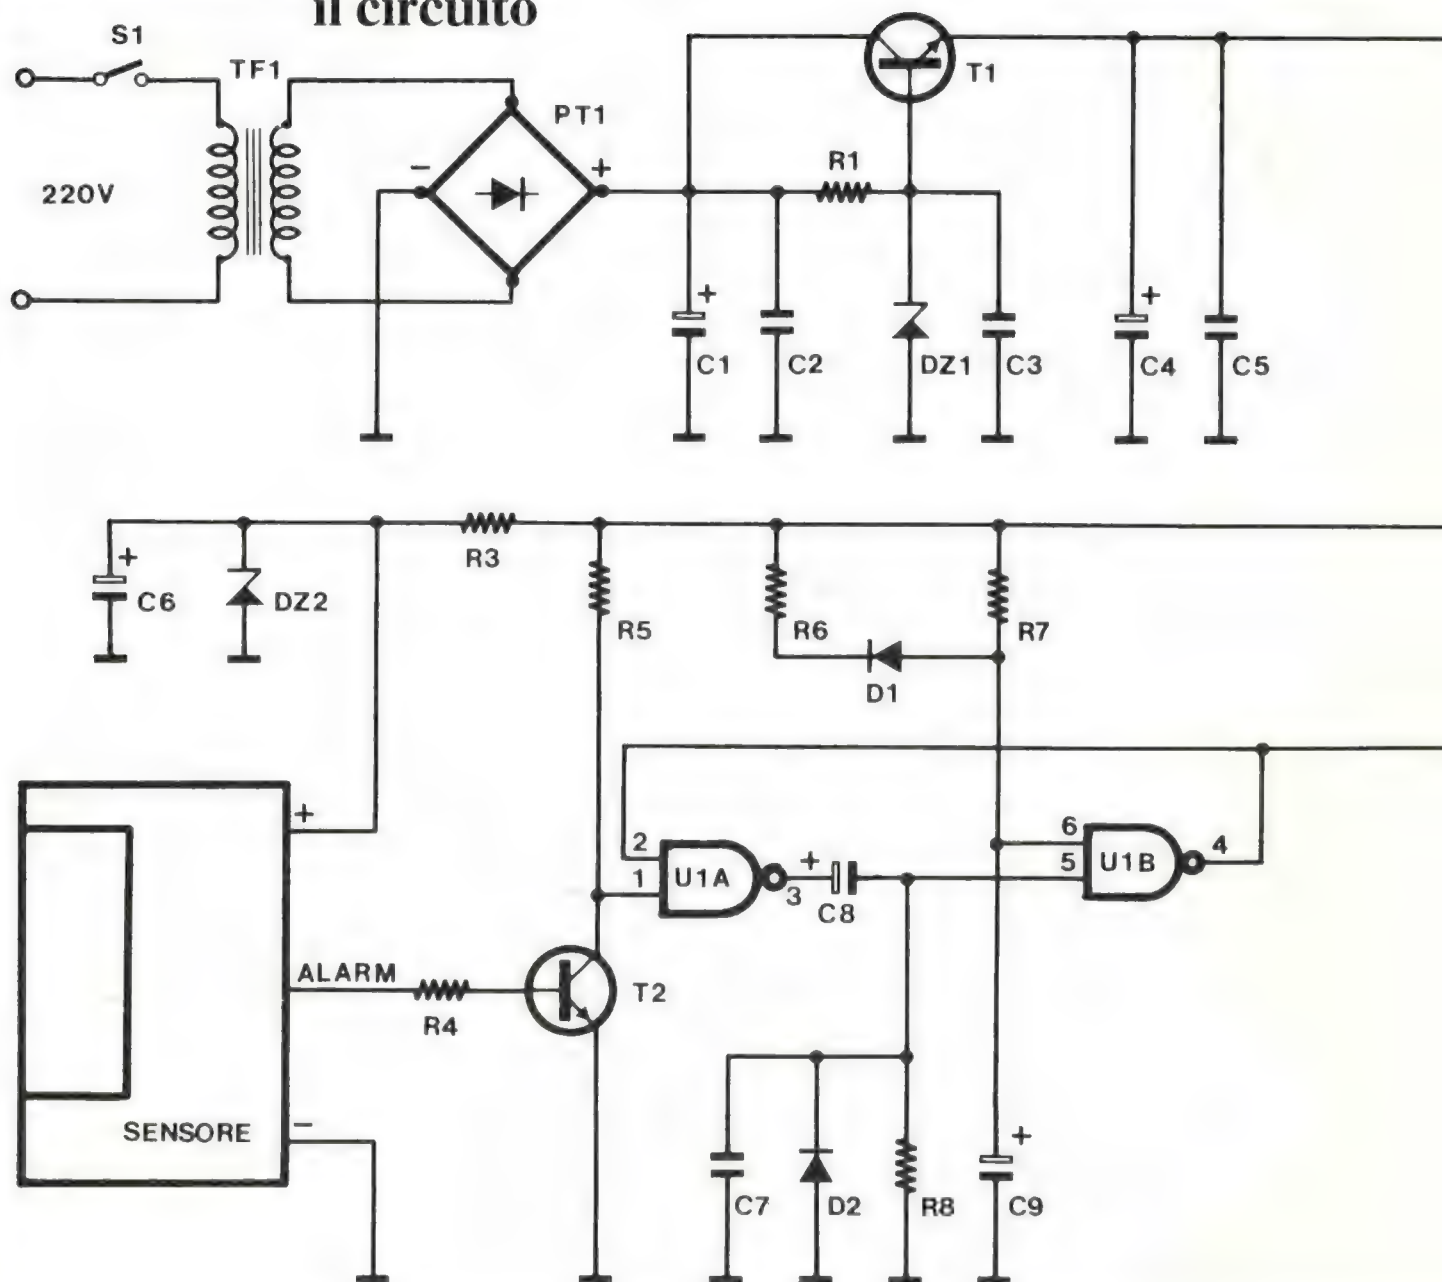 il circuito
S1
TF1
PT1
T1
220V
-
+
R1
+
C1
C2
DZ1
C3
+
C4
C5
+
C6
DZ2
R3
R5
R6
R7
D1
+
2
1
U1A
3
+
C8
6
5
U1B
4
ALARM
R4
T2
SENSORE
-
C7
D2
R8
+
C9